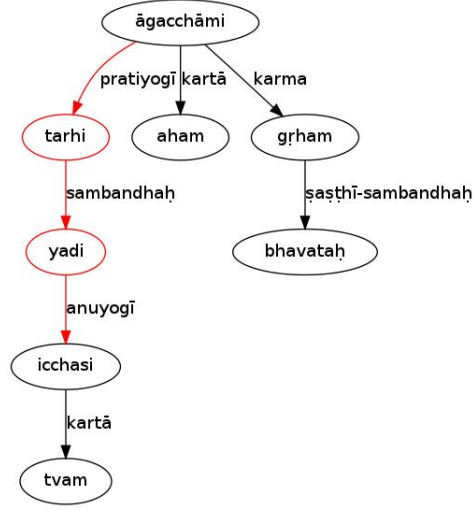 āgacchāmi
pratiyogī kartā karma
tarhi aham gṛham
sambandhaḥ ṣaṣṭhī-sambandhaḥ
yadi bhavataḥ
anuyogī
icchasi
kartā
tvam